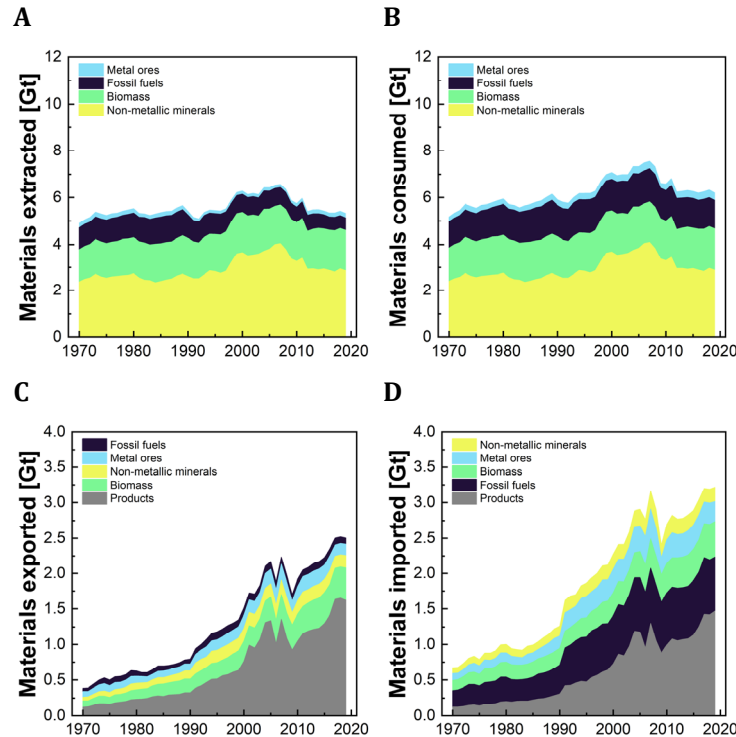 A
Materials extracted [Gt]
12
10
8
6
4
2
0
Metal ores
Fossil fuels
Biomass
Non-metallic minerals
1970 1980 1990 2000 2010 2020
B
Materials consumed [Gt]
12
10
8
6
4
2
0
Metal ores
Fossil fuels
Biomass
Non-metallic minerals
1970 1980 1990 2000 2010 2020
C
Materials exported [Gt]
4.0
3.5
3.0
2.5
2.0
1.5
1.0
0.5
0.0
Fossil fuels
Metal ores
Non-metallic minerals
Biomass
Products
1970 1980 1990 2000 2010 2020
D
Materials imported [Gt]
4.0
3.5
3.0
2.5
2.0
1.5
1.0
0.5
0.0
Non-metallic minerals
Metal ores
Biomass
Fossil fuels
Products
1970 1980 1990 2000 2010 2020